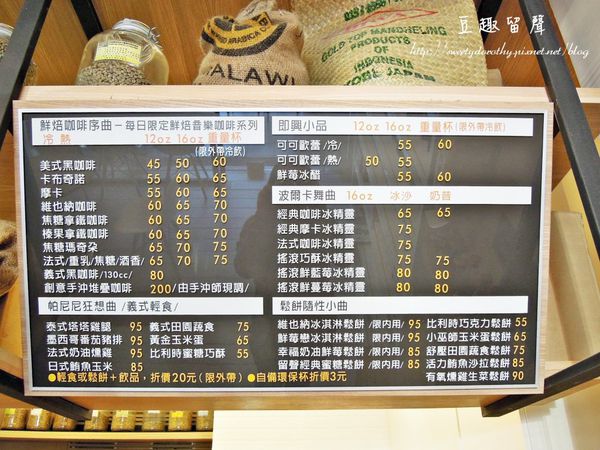 豆趣留聲
http://sweetydorothy.pixnet.net/blog
WORLD'S FINEST
ARABICA COFFEE
MALAWI
GOLD TOP MANDHELING
PRODUCT OF
INDONESIA
KOBE JAPAN
鮮焙咖啡序曲－每日限定鮮焙音樂咖啡系列
冷 熱 12oz 16oz 重量杯
(限外帶冷飲)
美式黑咖啡 45 50 60
卡布奇諾 55 60 65
摩卡 55 60 65
維也納咖啡 60 65 70
焦糖拿鐵咖啡 65 70 75
榛果拿鐵咖啡 60 65 70
焦糖瑪奇朵 65 70 75
法式/重乳/焦糖/酒香/ 65 70 75
義式黑咖啡/130cc/ 80
創意手沖堆疊咖啡 200/由手沖師現調/
帕尼尼狂想曲 /義式輕食/
泰式塔塔雞腿 95 義式田園蔬食 75
墨西哥番茄豬排 95 黃金玉米蛋 65
法式奶油燻雞 95 比利時蜜糖巧酥 55
日式鮪魚玉米 85
●輕食或鬆餅＋飲品，折價20元(限外帶) ●自備環保杯折價3元
即興小品 12oz 16oz 重量杯(限外帶冷飲)
可可歐蕾/冷/ 55 60
可可歐蕾/熱/ 50 55
鮮莓冰醋 55 60
波爾卡舞曲 16oz 冰沙 奶昔
經典咖啡冰精靈 65 65
經典摩卡冰精靈 75
法式咖啡冰精靈 75
搖滾巧酥冰精靈 75 75
搖滾鮮藍莓冰精靈 80 80
搖滾鮮蔓莓冰精靈 80 80
鬆餅隨性小曲
維也納冰淇淋鬆餅/限內用/ 95 比利時巧克力鬆餅 55
鮮莓戀冰淇淋鬆餅/限內用/ 95 小巫師玉米蛋鬆餅 65
幸福奶油鮮莓鬆餅/限內用/ 85 舒壓田園蔬食鬆餅 75
留聲經典蜜糖鬆餅/限內用/ 85 活力鮪魚沙拉鬆餅 85
有氧燻雞生菜鬆餅 90